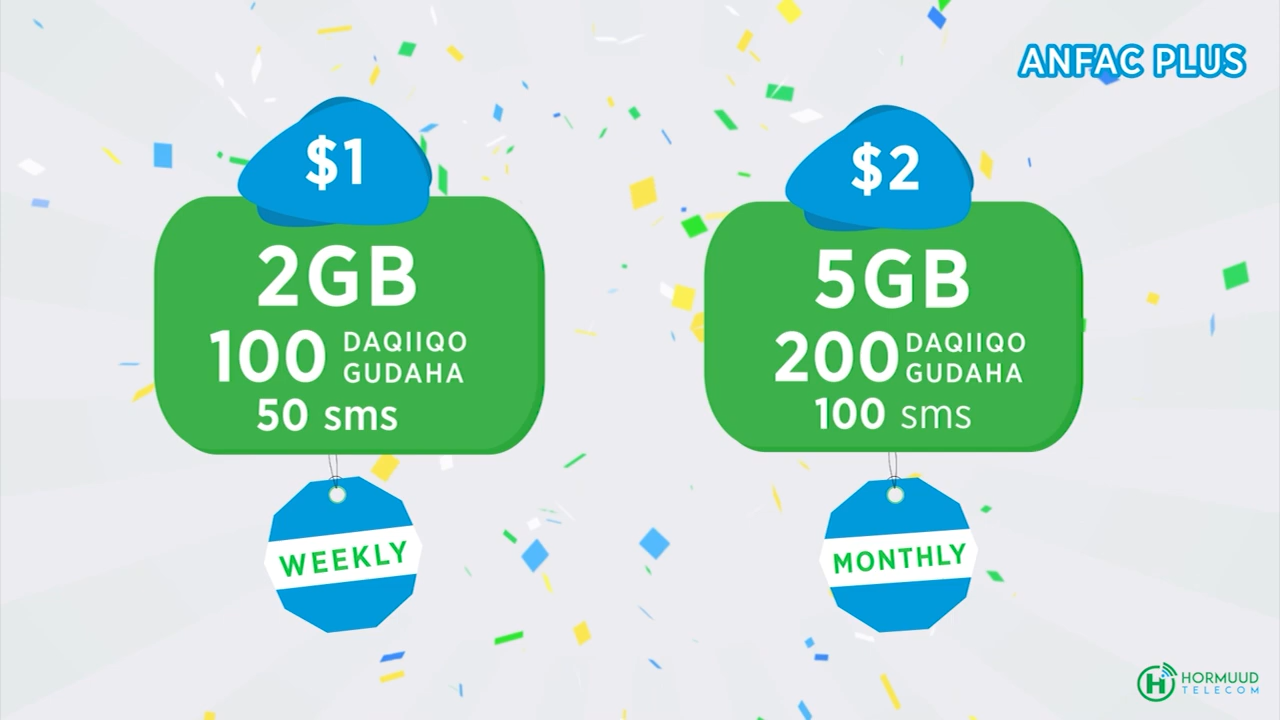 ANFAC PLUS
$1
2GB
100 DAQIIQO
GUDAHA
50 sms
WEEKLY
$2
5GB
200 DAQIIQO
GUDAHA
100 sms
MONTHLY
HORMUUD
TELECOM